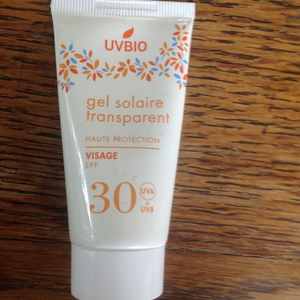 UVBIO
gel solaire
transparent
HAUTE PROTECTION
VISAGE
SPF
30
UVA
+
UVB